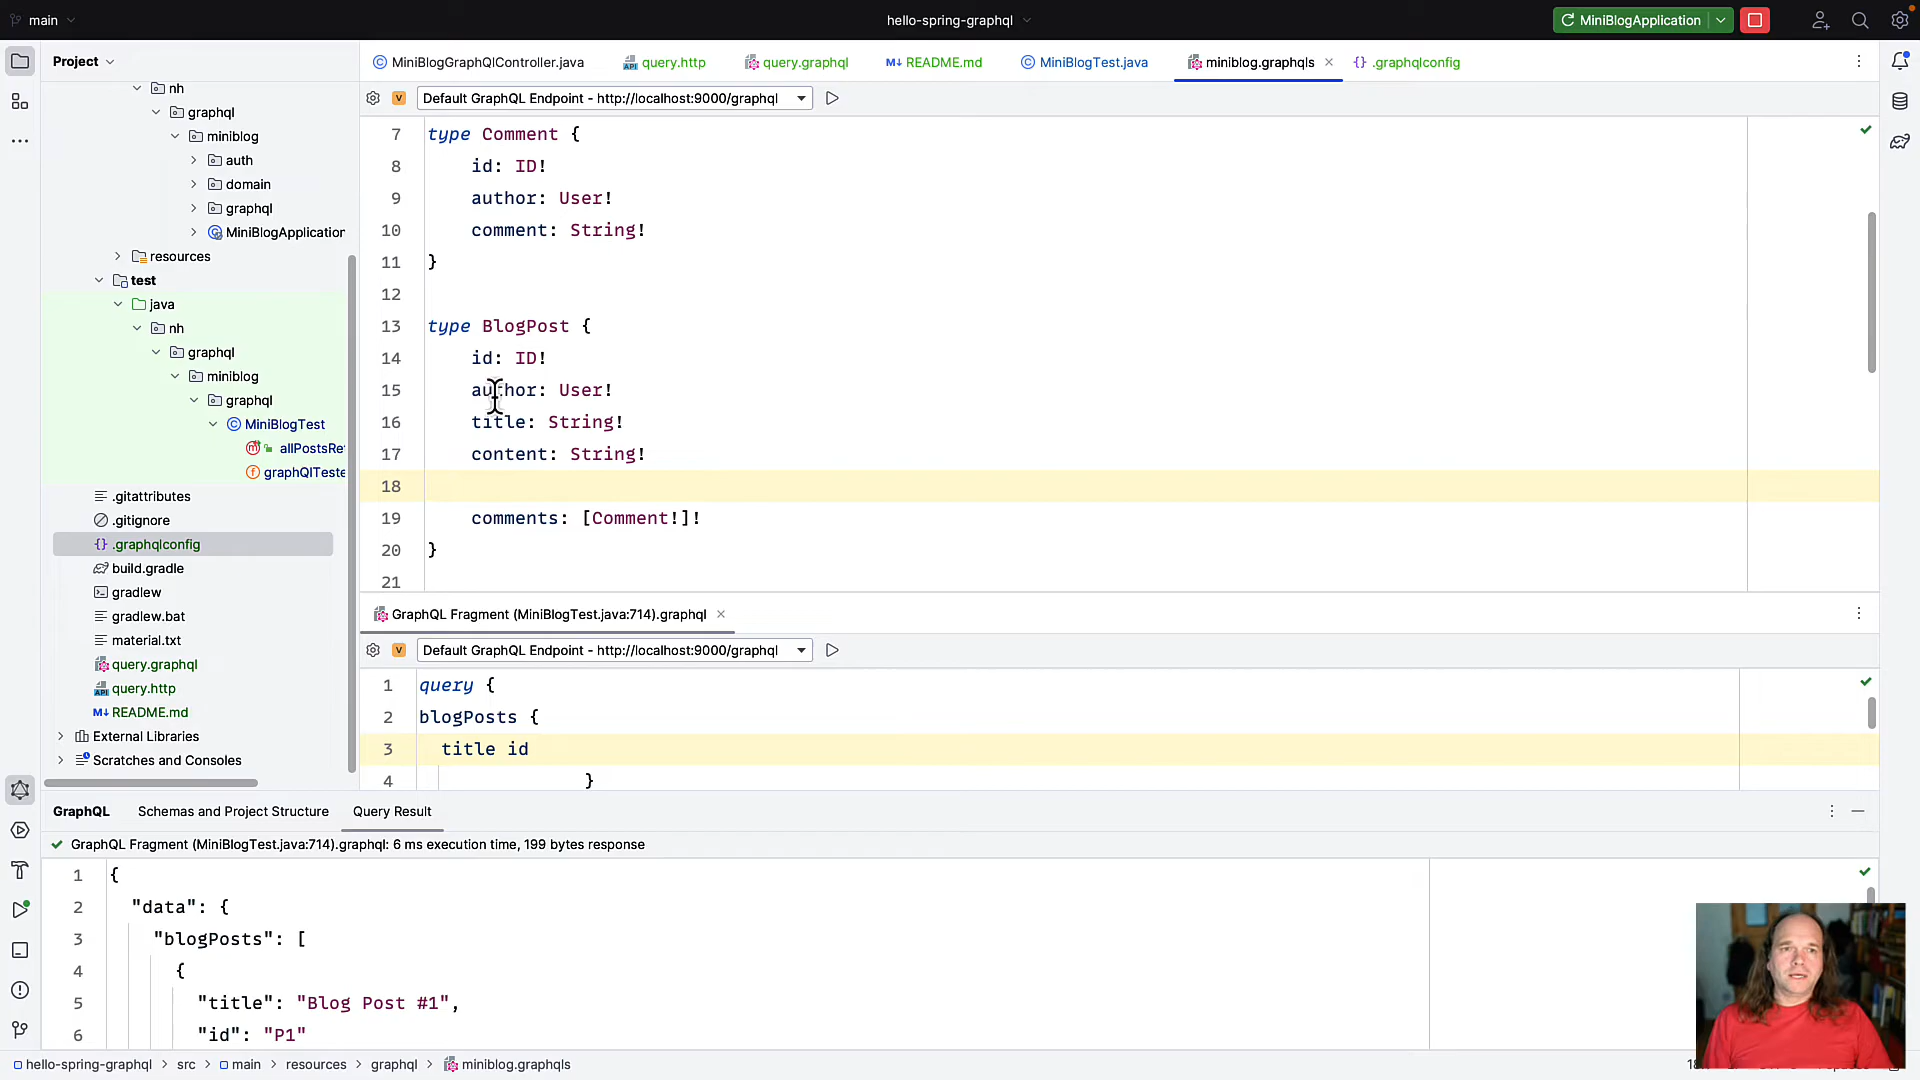 main
hello-spring-graphql
MiniBlogApplication
Project
MiniBlogGraphQlController.java
query.http
query.graphql
README.md
MiniBlogTest.java
miniblog.graphqls
.graphqlconfig
Default GraphQL Endpoint - http://localhost:9000/graphql
nh
graphql
miniblog
auth
domain
graphql
MiniBlogApplication
resources
test
java
nh
graphql
miniblog
graphql
MiniBlogTest
allPostsRe
graphQlTeste
.gitattributes
.gitignore
.graphqlconfig
build.gradle
gradlew
gradlew.bat
material.txt
query.graphql
query.http
README.md
External Libraries
Scratches and Consoles
7 type Comment {
8 id: ID!
9 author: User!
10 comment: String!
11 }
12
13 type BlogPost {
14 id: ID!
15 author: User!
16 title: String!
17 content: String!
18
19 comments: [Comment!]!
20 }
21
GraphQL Fragment (MiniBlogTest.java:714).graphql
Default GraphQL Endpoint - http://localhost:9000/graphql
1 query {
2 blogPosts {
3 title id
4 }
GraphQL Schemas and Project Structure Query Result
GraphQL Fragment (MiniBlogTest.java:714).graphql: 6 ms execution time, 199 bytes response
1 {
2 "data": {
3 "blogPosts": [
4 {
5 "title": "Blog Post #1",
6 "id": "P1"
hello-spring-graphql > src > main > resources > graphql > miniblog.graphqls